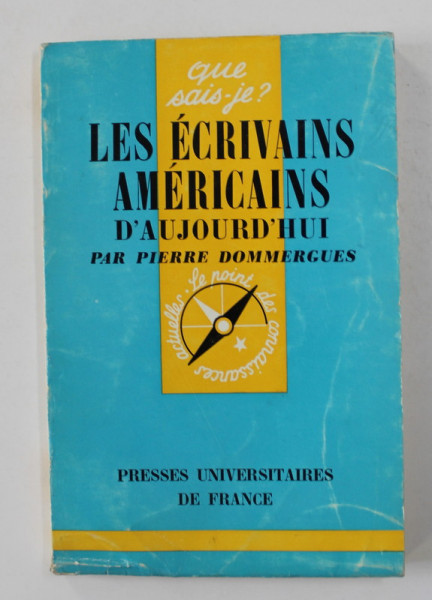 que
sais-je?
LES ÉCRIVAINS
AMÉRICAINS
D'AUJOURD'HUI
PAR PIERRE DOMMERGUES
Le point des connaissances actuelles
PRESSES UNIVERSITAIRES
DE FRANCE